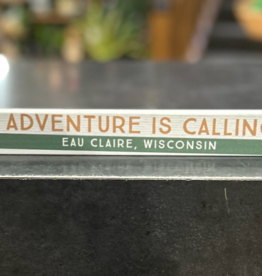 ADVENTURE IS CALLING
EAU CLAIRE, WISCONSIN